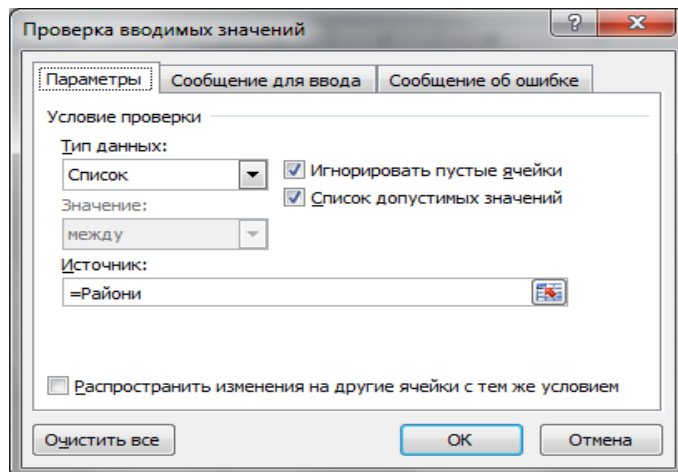 Проверка вводимых значений
Параметры Сообщение для ввода Сообщение об ошибке
Условие проверки
Тип данных:
Список
Игнорировать пустые ячейки
Значение:
Список допустимых значений
между
Источник:
=Райони
Распространить изменения на другие ячейки с тем же условием
Очистить все ОК Отмена